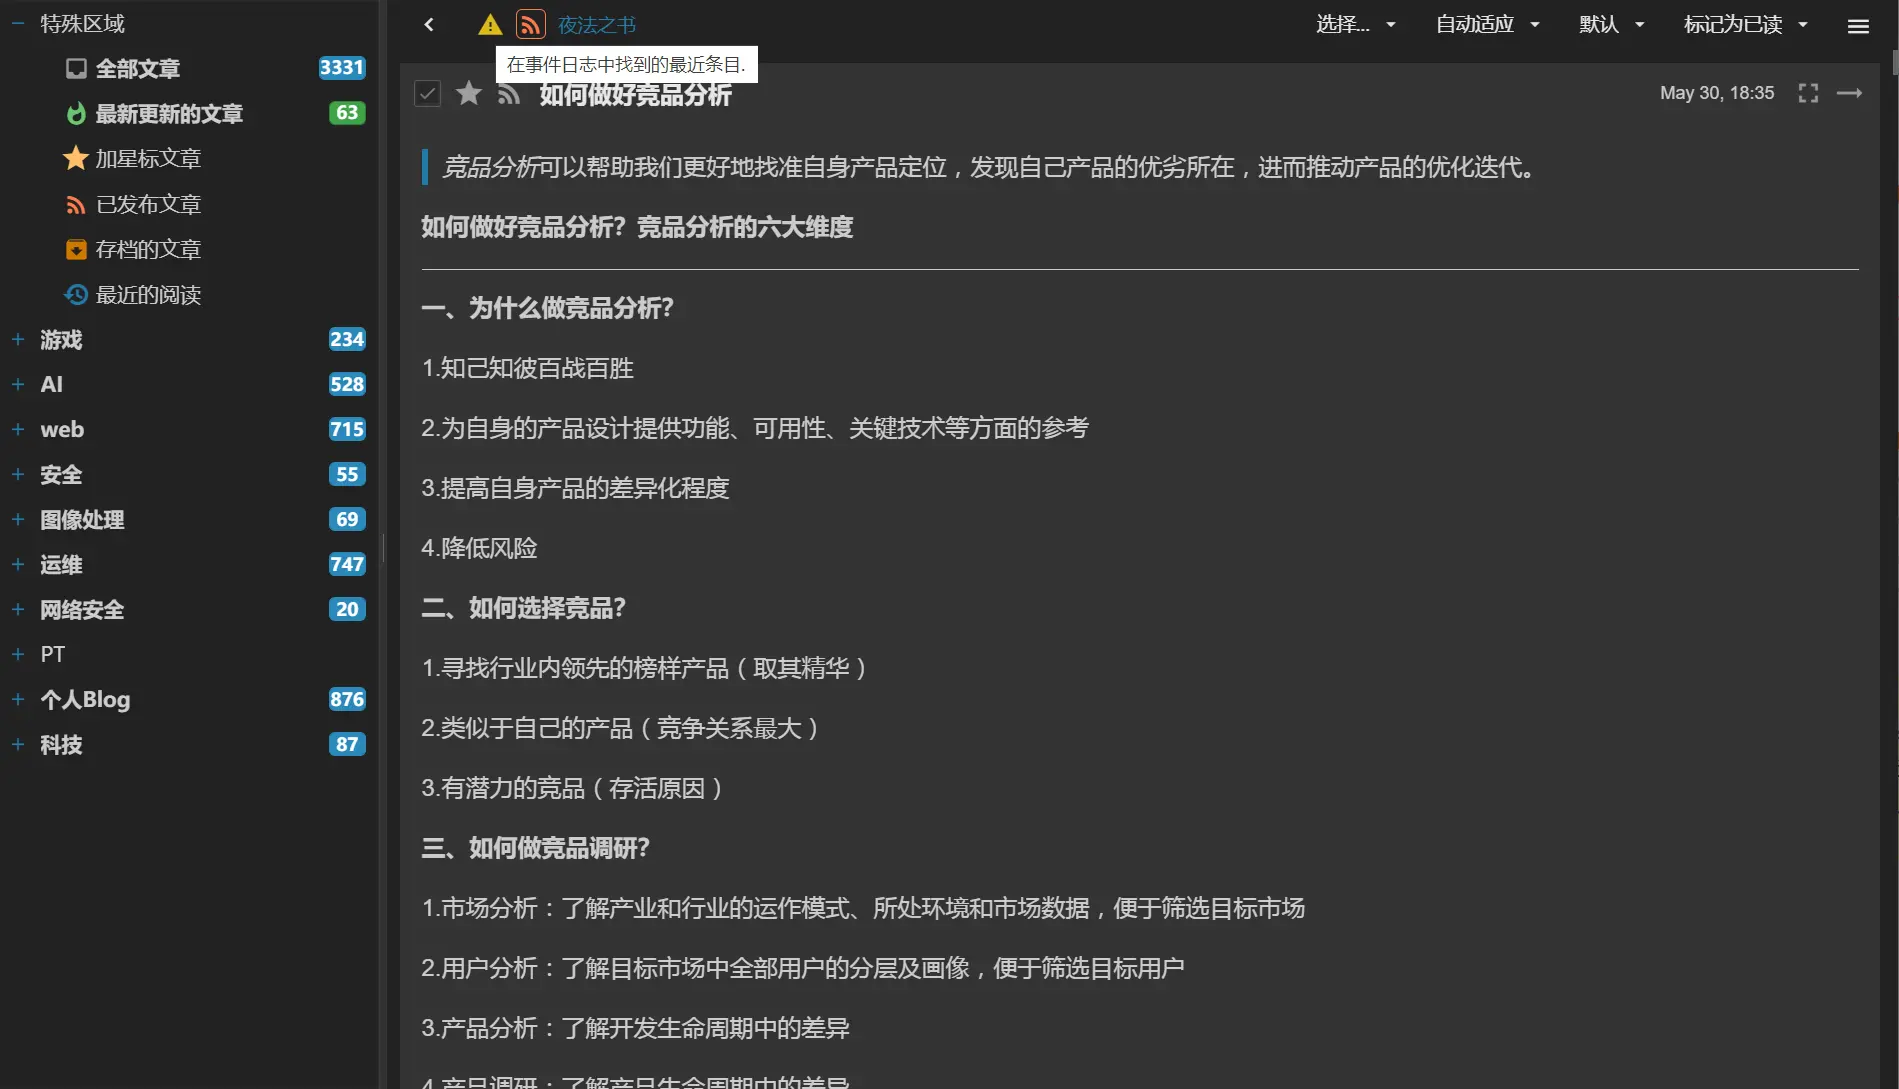 特殊区域
全部文章 3331
最新更新的文章 63
加星标文章
已发布文章
存档的文章
最近的阅读
游戏 234
AI 528
web 715
安全 55
图像处理 69
运维 747
网络安全 20
PT
个人Blog 876
科技 87
夜法之书
选择... 自动适应 默认 标记为已读
在事件日志中找到的最近条目.
如何做好竞品分析 May 30, 18:35
竞品分析可以帮助我们更好地找准自身产品定位，发现自己产品的优劣所在，进而推动产品的优化迭代。
如何做好竞品分析？竞品分析的六大维度
一、为什么做竞品分析？
1.知己知彼百战百胜
2.为自身的产品设计提供功能、可用性、关键技术等方面的参考
3.提高自身产品的差异化程度
4.降低风险
二、如何选择竞品？
1.寻找行业内领先的榜样产品（取其精华）
2.类似于自己的产品（竞争关系最大）
3.有潜力的竞品（存活原因）
三、如何做竞品调研？
1.市场分析：了解产业和行业的运作模式、所处环境和市场数据，便于筛选目标市场
2.用户分析：了解目标市场中全部用户的分层及画像，便于筛选目标用户
3.产品分析：了解开发生命周期中的差异
4.产品调研：了解产品生命周期中的差异